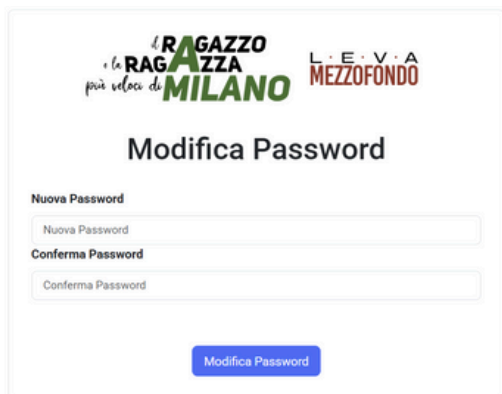 il RAGAZZO
e la RAGAZZA
più veloci di MILANO
L·E·V·A
MEZZOFONDO
Modifica Password
Nuova Password
Nuova Password
Conferma Password
Conferma Password
Modifica Password